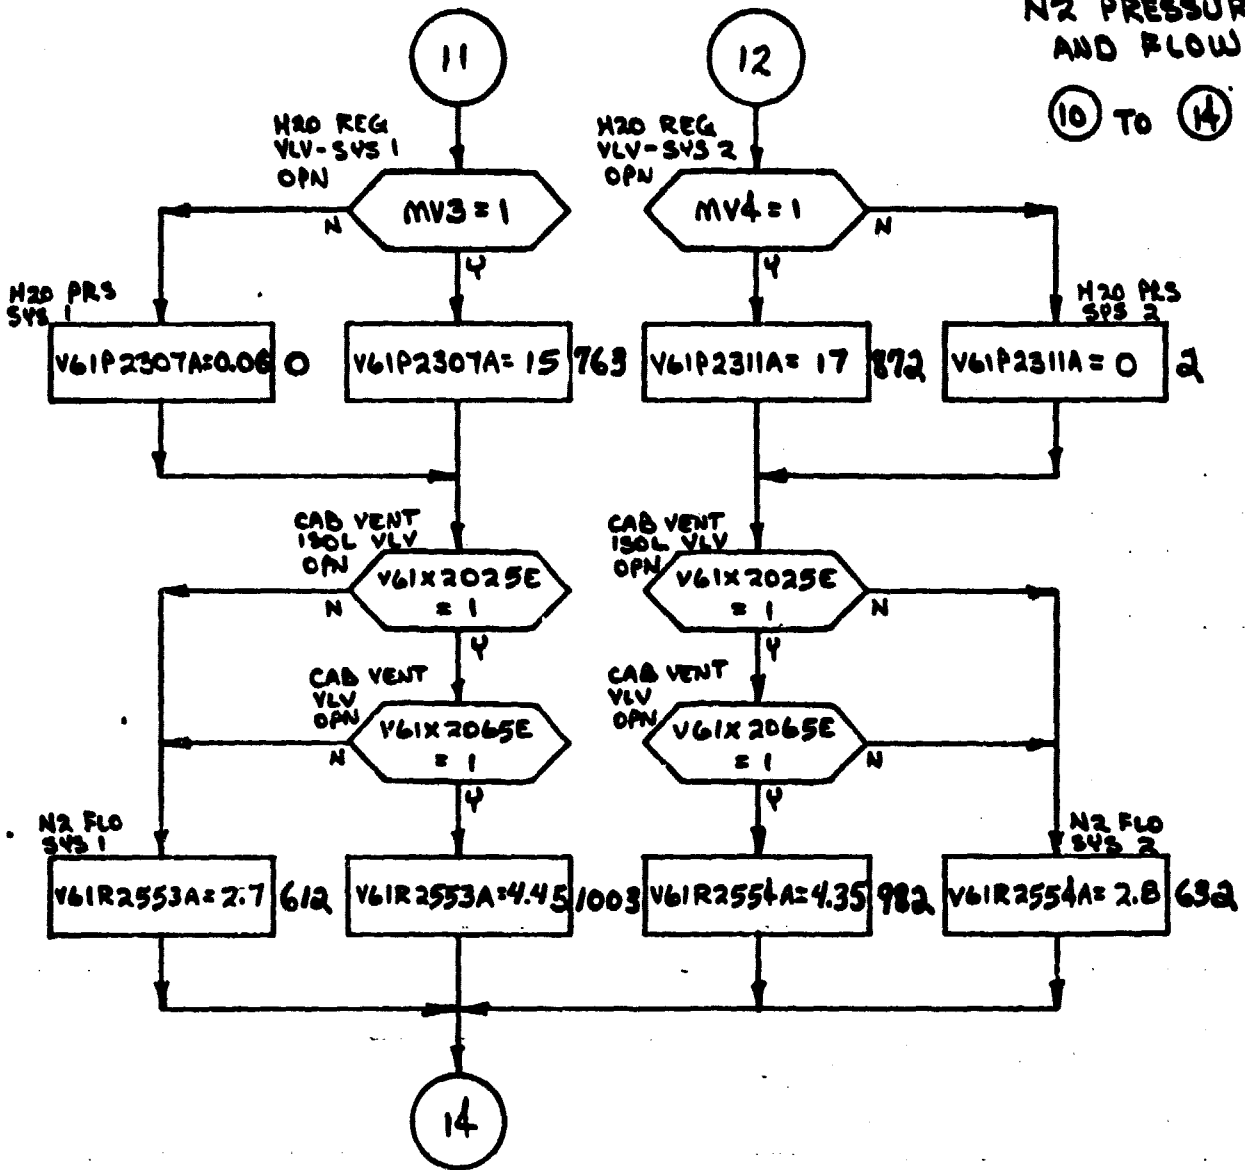 N2 PRESSUR
AND FLOW
10 TO 14
11
12
H20 REG
VLV-SYS 1
OPN
MV3 = 1
N
Y
H20 REG
VLV-SYS 2
OPN
MV4 = 1
N
Y
H20 PRS
SYS 1
V61P2307A=0.06 0
V61P2307A= 15 763
V61P2311A= 17 872
H20 PRS
SYS 2
V61P2311A = 0 2
CAB VENT
ISOL VLV
OPN
V61X2025E
= 1
N
Y
CAB VENT
ISOL VLV
OPN
V61X2025E
= 1
N
Y
CAB VENT
VLV
OPN
V61X2065E
= 1
N
Y
CAB VENT
VLV
OPN
V61X2065E
= 1
N
Y
N2 FLO
SYS 1
V61R2553A=2.7 612
V61R2553A=4.45 1003
V61R2554A=4.35 982
N2 FLO
SYS 2
V61R2554A= 2.8 632
14